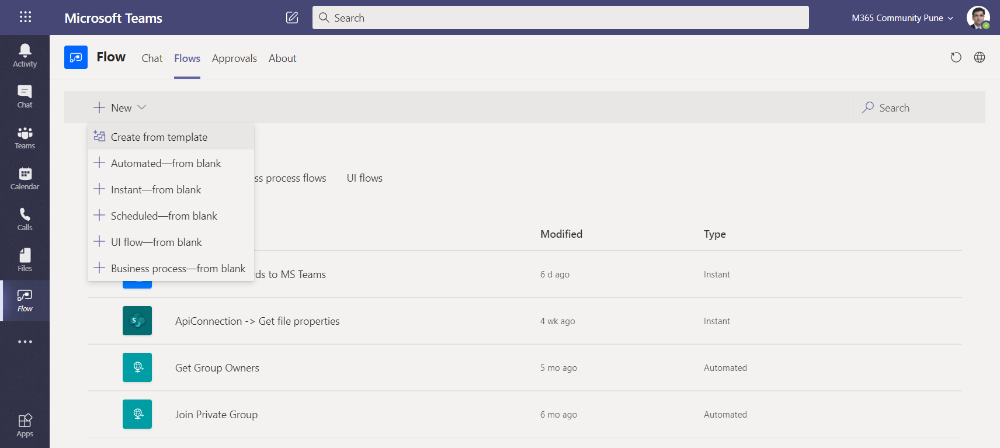 Microsoft Teams
Search
M365 Community Pune
Activity
Chat
Teams
Calendar
Calls
Files
Flow
Apps
Flow
Chat
Flows
Approvals
About
New
Search
Create from template
Automated—from blank
Instant—from blank
Scheduled—from blank
UI flow—from blank
Business process—from blank
process flows
UI flows
Modified
Type
to MS Teams
6 d ago
Instant
S
ApiConnection -> Get file properties
4 wk ago
Instant
Get Group Owners
5 mo ago
Automated
Join Private Group
6 mo ago
Automated